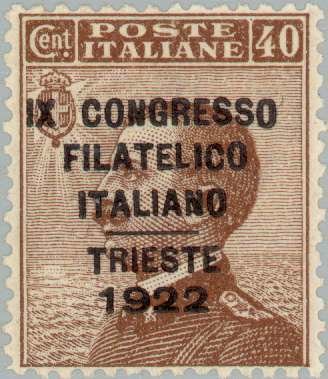 Cent. POSTE ITALIANE 40
IX CONGRESSO
FILATELICO
ITALIANO
TRIESTE
1922